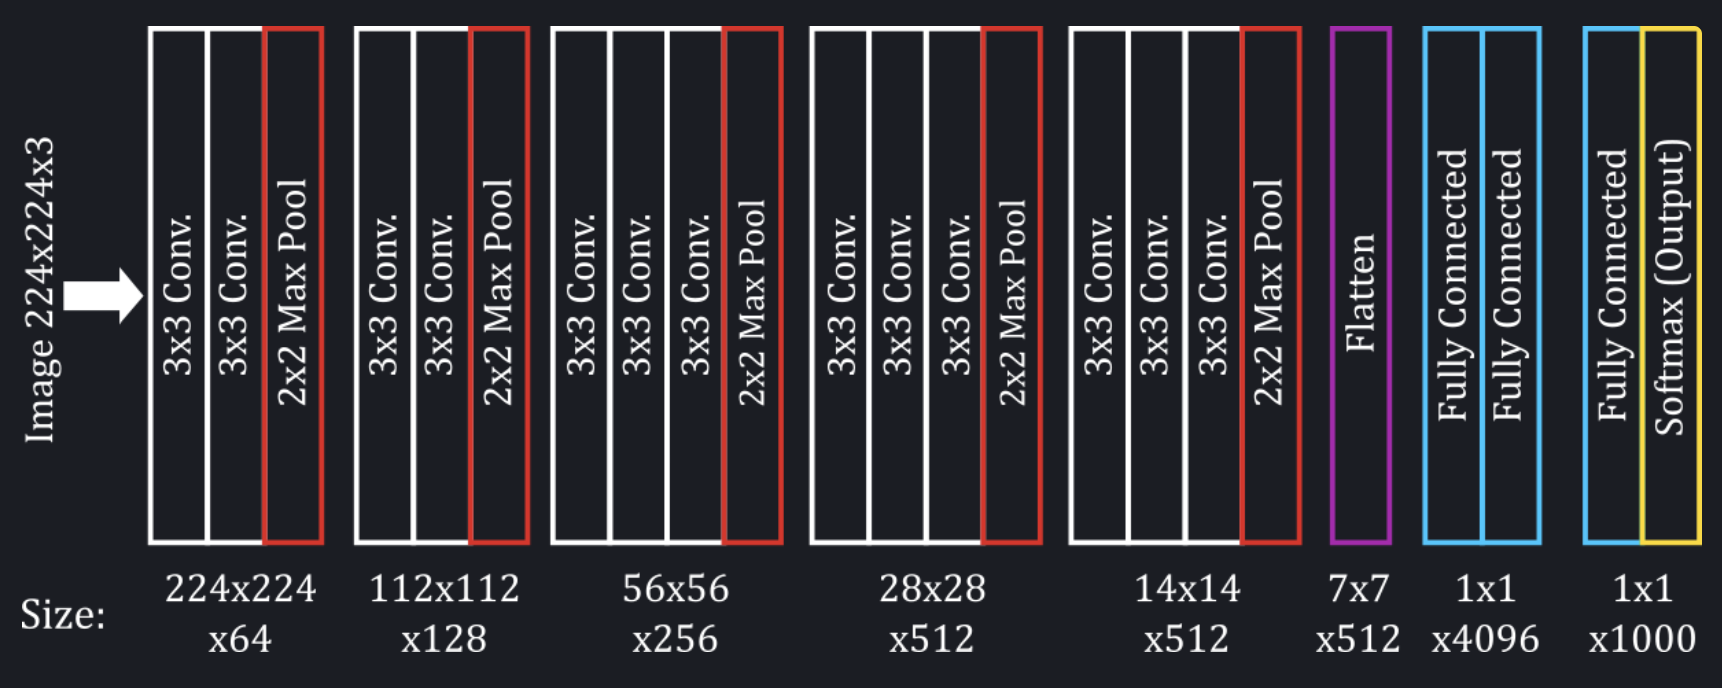 Image 224x224x3
3x3 Conv.
3x3 Conv.
2x2 Max Pool
3x3 Conv.
3x3 Conv.
2x2 Max Pool
3x3 Conv.
3x3 Conv.
3x3 Conv.
2x2 Max Pool
3x3 Conv.
3x3 Conv.
3x3 Conv.
2x2 Max Pool
3x3 Conv.
3x3 Conv.
3x3 Conv.
2x2 Max Pool
Flatten
Fully Connected
Fully Connected
Fully Connected
Softmax (Output)
Size:
224x224
x64
112x112
x128
56x56
x256
28x28
x512
14x14
x512
7x7
x512
1x1
x4096
1x1
x1000